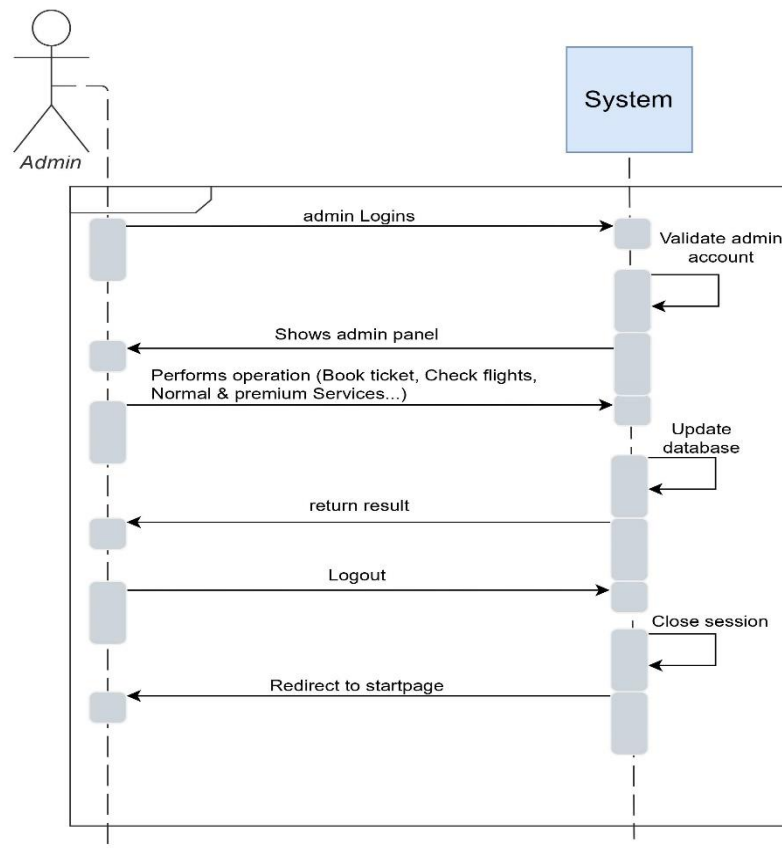 System
Admin
admin Logins
Validate admin
account
Shows admin panel
Performs operation (Book ticket, Check flights,
Normal & premium Services...)
Update
database
return result
Logout
Close session
Redirect to startpage